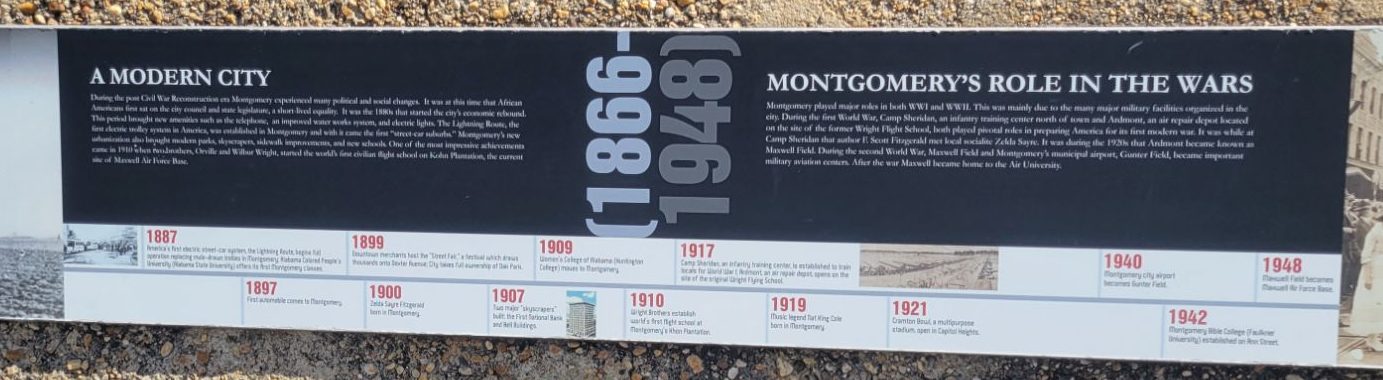 A MODERN CITY
During the post Civil War Reconstruction era Montgomery experienced many political and social changes. It was at this time that African
Americans first sat on the city council and state legislature, a short-lived equality. It was the 1880s that started the city's economic rebound.
This period brought new amenities such as the telephone, an improved water works system, and electric lights. The Lightning Route, the
first electric trolley system in America, was established in Montgomery and with it came the first "street-car suburbs." Montgomery's new
urbanization also brought modern parks, skyscrapers, sidewalk improvements, and new schools. One of the most impressive achievements
came in 1910 when two brothers, Orville and Wilbur Wright, started the world's first civilian flight school on Kohn Plantation, the current
site of Maxwell Air Force Base.
(1866-
1948)
MONTGOMERY'S ROLE IN THE WARS
Montgomery played major roles in both WWI and WWII. This was mainly due to the many major military facilities organized in the
city. During the first World War, Camp Sheridan, an infantry training center north of town and Ardmont, an air repair depot located
on the site of the former Wright Flight School, both played pivotal roles in preparing America for its first modern war. It was while at
Camp Sheridan that author F. Scott Fitzgerald met local socialite Zelda Sayre. It was during the 1920s that Ardmont became known as
Maxwell Field. During the second World War, Maxwell Field and Montgomery's municipal airport, Gunter Field, became important
military aviation centers. After the war Maxwell became home to the Air University.
1887
America's first electric street-car system, the Lightning Route, begins full
operation replacing mule-drawn trolleys in Montgomery. Alabama Colored People's
University (Alabama State University) offers its first Montgomery classes.
1897
First automobile comes to Montgomery.
1899
Downtown merchants host the "Street Fair," a festival which draws
thousands onto Dexter Avenue; City takes full ownership of Oak Park.
1900
Zelda Sayre Fitzgerald
born in Montgomery.
1907
Two major "skyscrapers"
built, the First National Bank
and Bell Buildings.
1909
Women's College of Alabama (Huntingdon
College) moves to Montgomery.
1910
Wright Brothers establish
world's first flight school at
Montgomery's Khon Plantation.
1917
Camp Sheridan, an infantry training center, is established to train
locals for World War I; Ardmont, an air repair depot, opens on the
site of the original Wright Flying School.
1919
Music legend Nat King Cole
born in Montgomery.
1921
Cramton Bowl, a multipurpose
stadium, open in Capitol Heights.
1940
Montgomery city airport
becomes Gunter Field.
1942
Montgomery Bible College (Faulkner
University) established on Ann Street.
1948
Maxwell Field becomes
Maxwell Air Force Base.